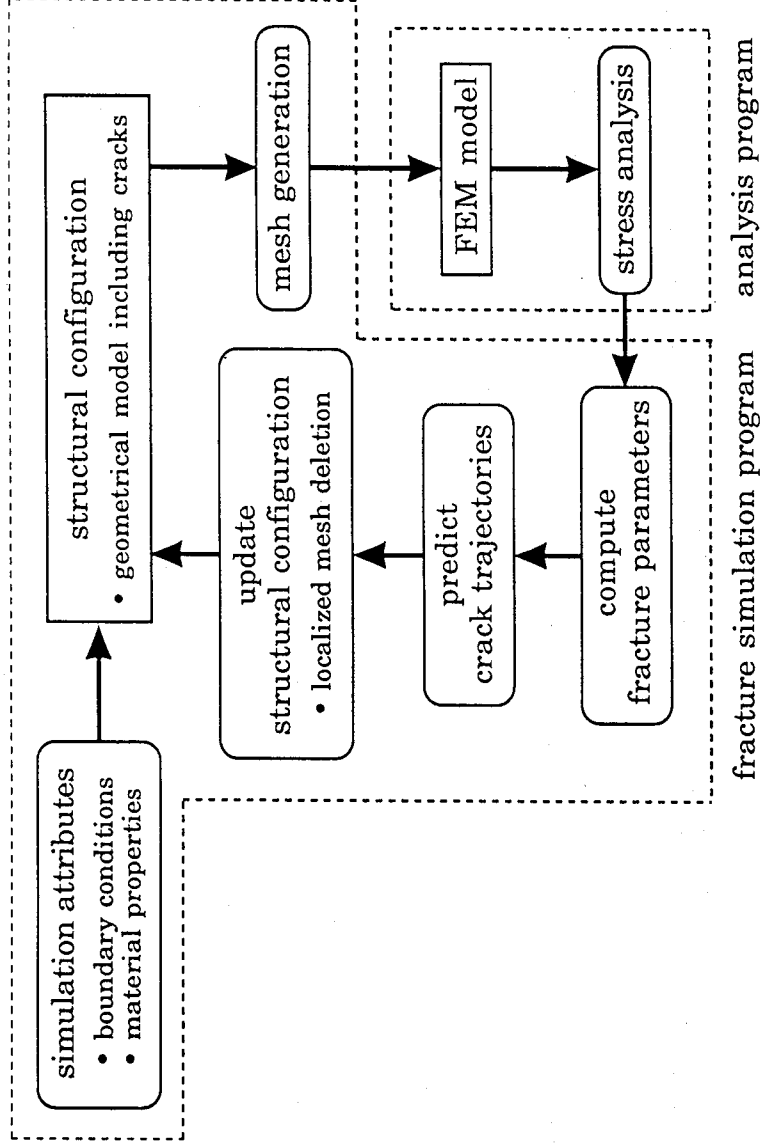 simulation attributes
• boundary conditions
• material properties
structural configuration
• geometrical model including cracks
mesh generation
update
structural configuration
• localized mesh deletion
FEM model
predict
crack trajectories
stress analysis
compute
fracture parameters
fracture simulation program
analysis program